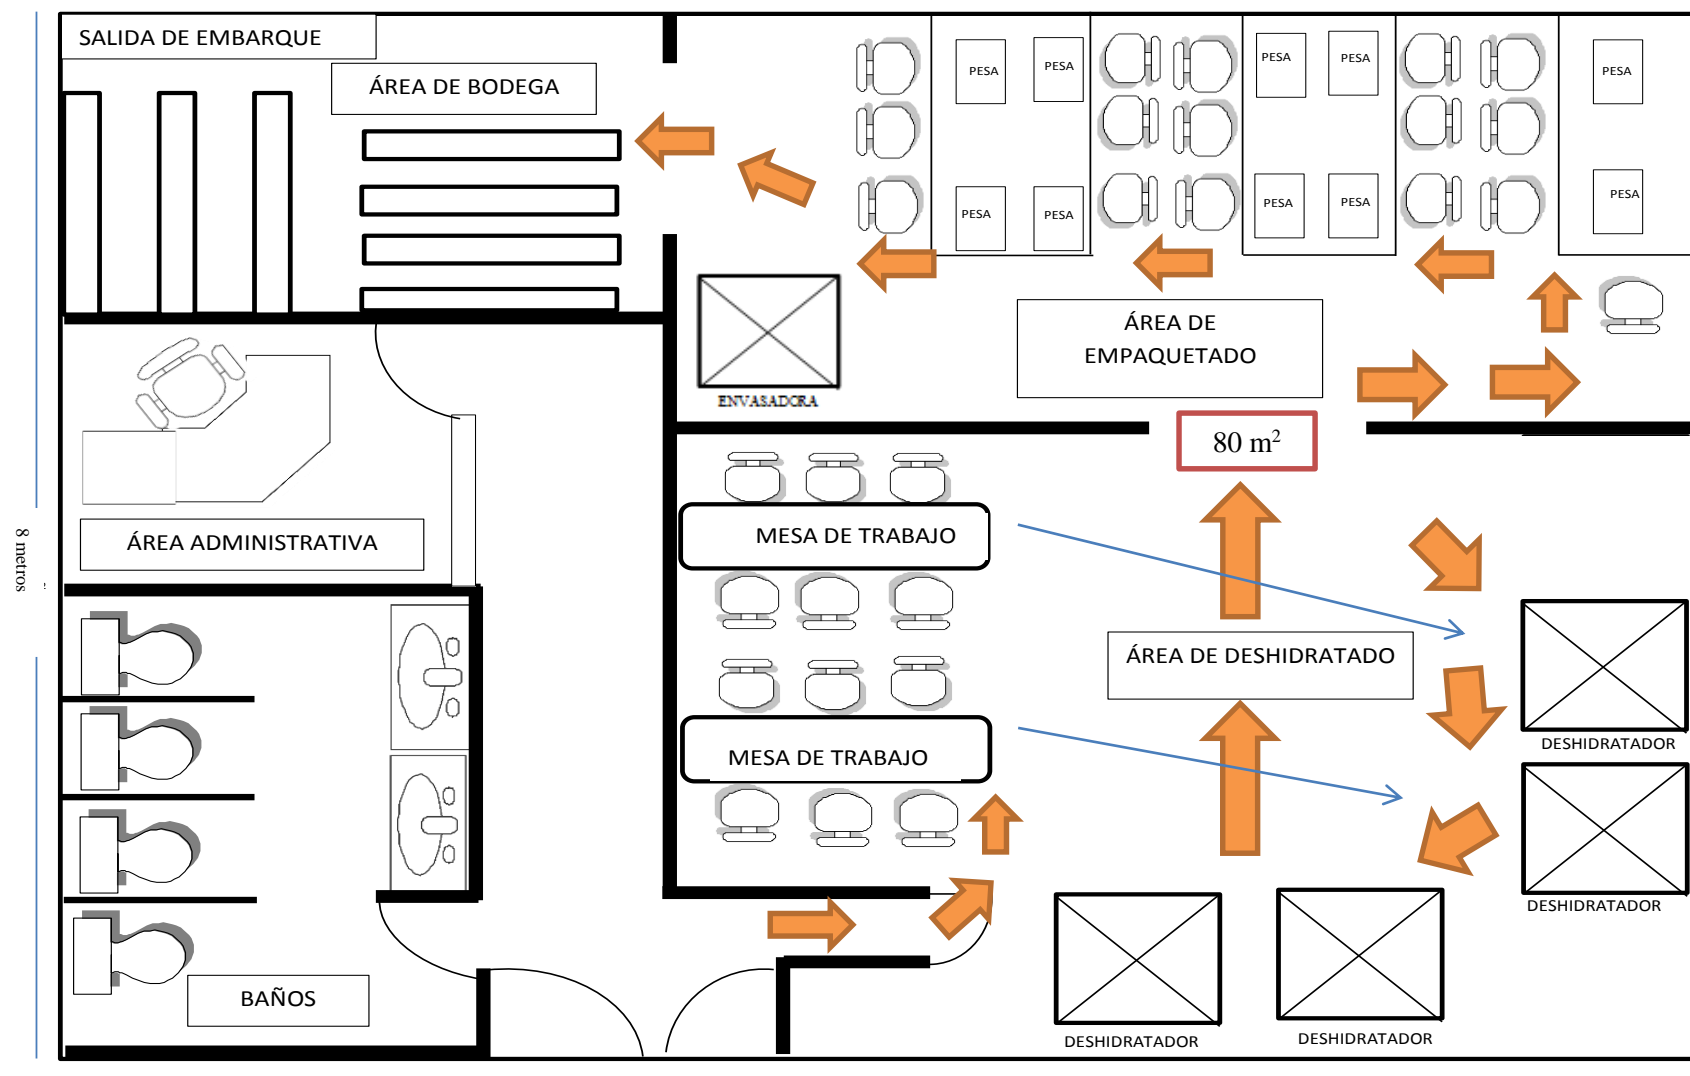 SALIDA DE EMBARQUE
ÁREA DE BODEGA
PESA
PESA
PESA
PESA
PESA
PESA
PESA
PESA
PESA
PESA
ÁREA DE
EMPAQUETADO
ENVASADORA
80 m²
MESA DE TRABAJO
ÁREA ADMINISTRATIVA
8 metros
ÁREA DE DESHIDRATADO
MESA DE TRABAJO
DESHIDRATADOR
DESHIDRATADOR
BAÑOS
DESHIDRATADOR
DESHIDRATADOR